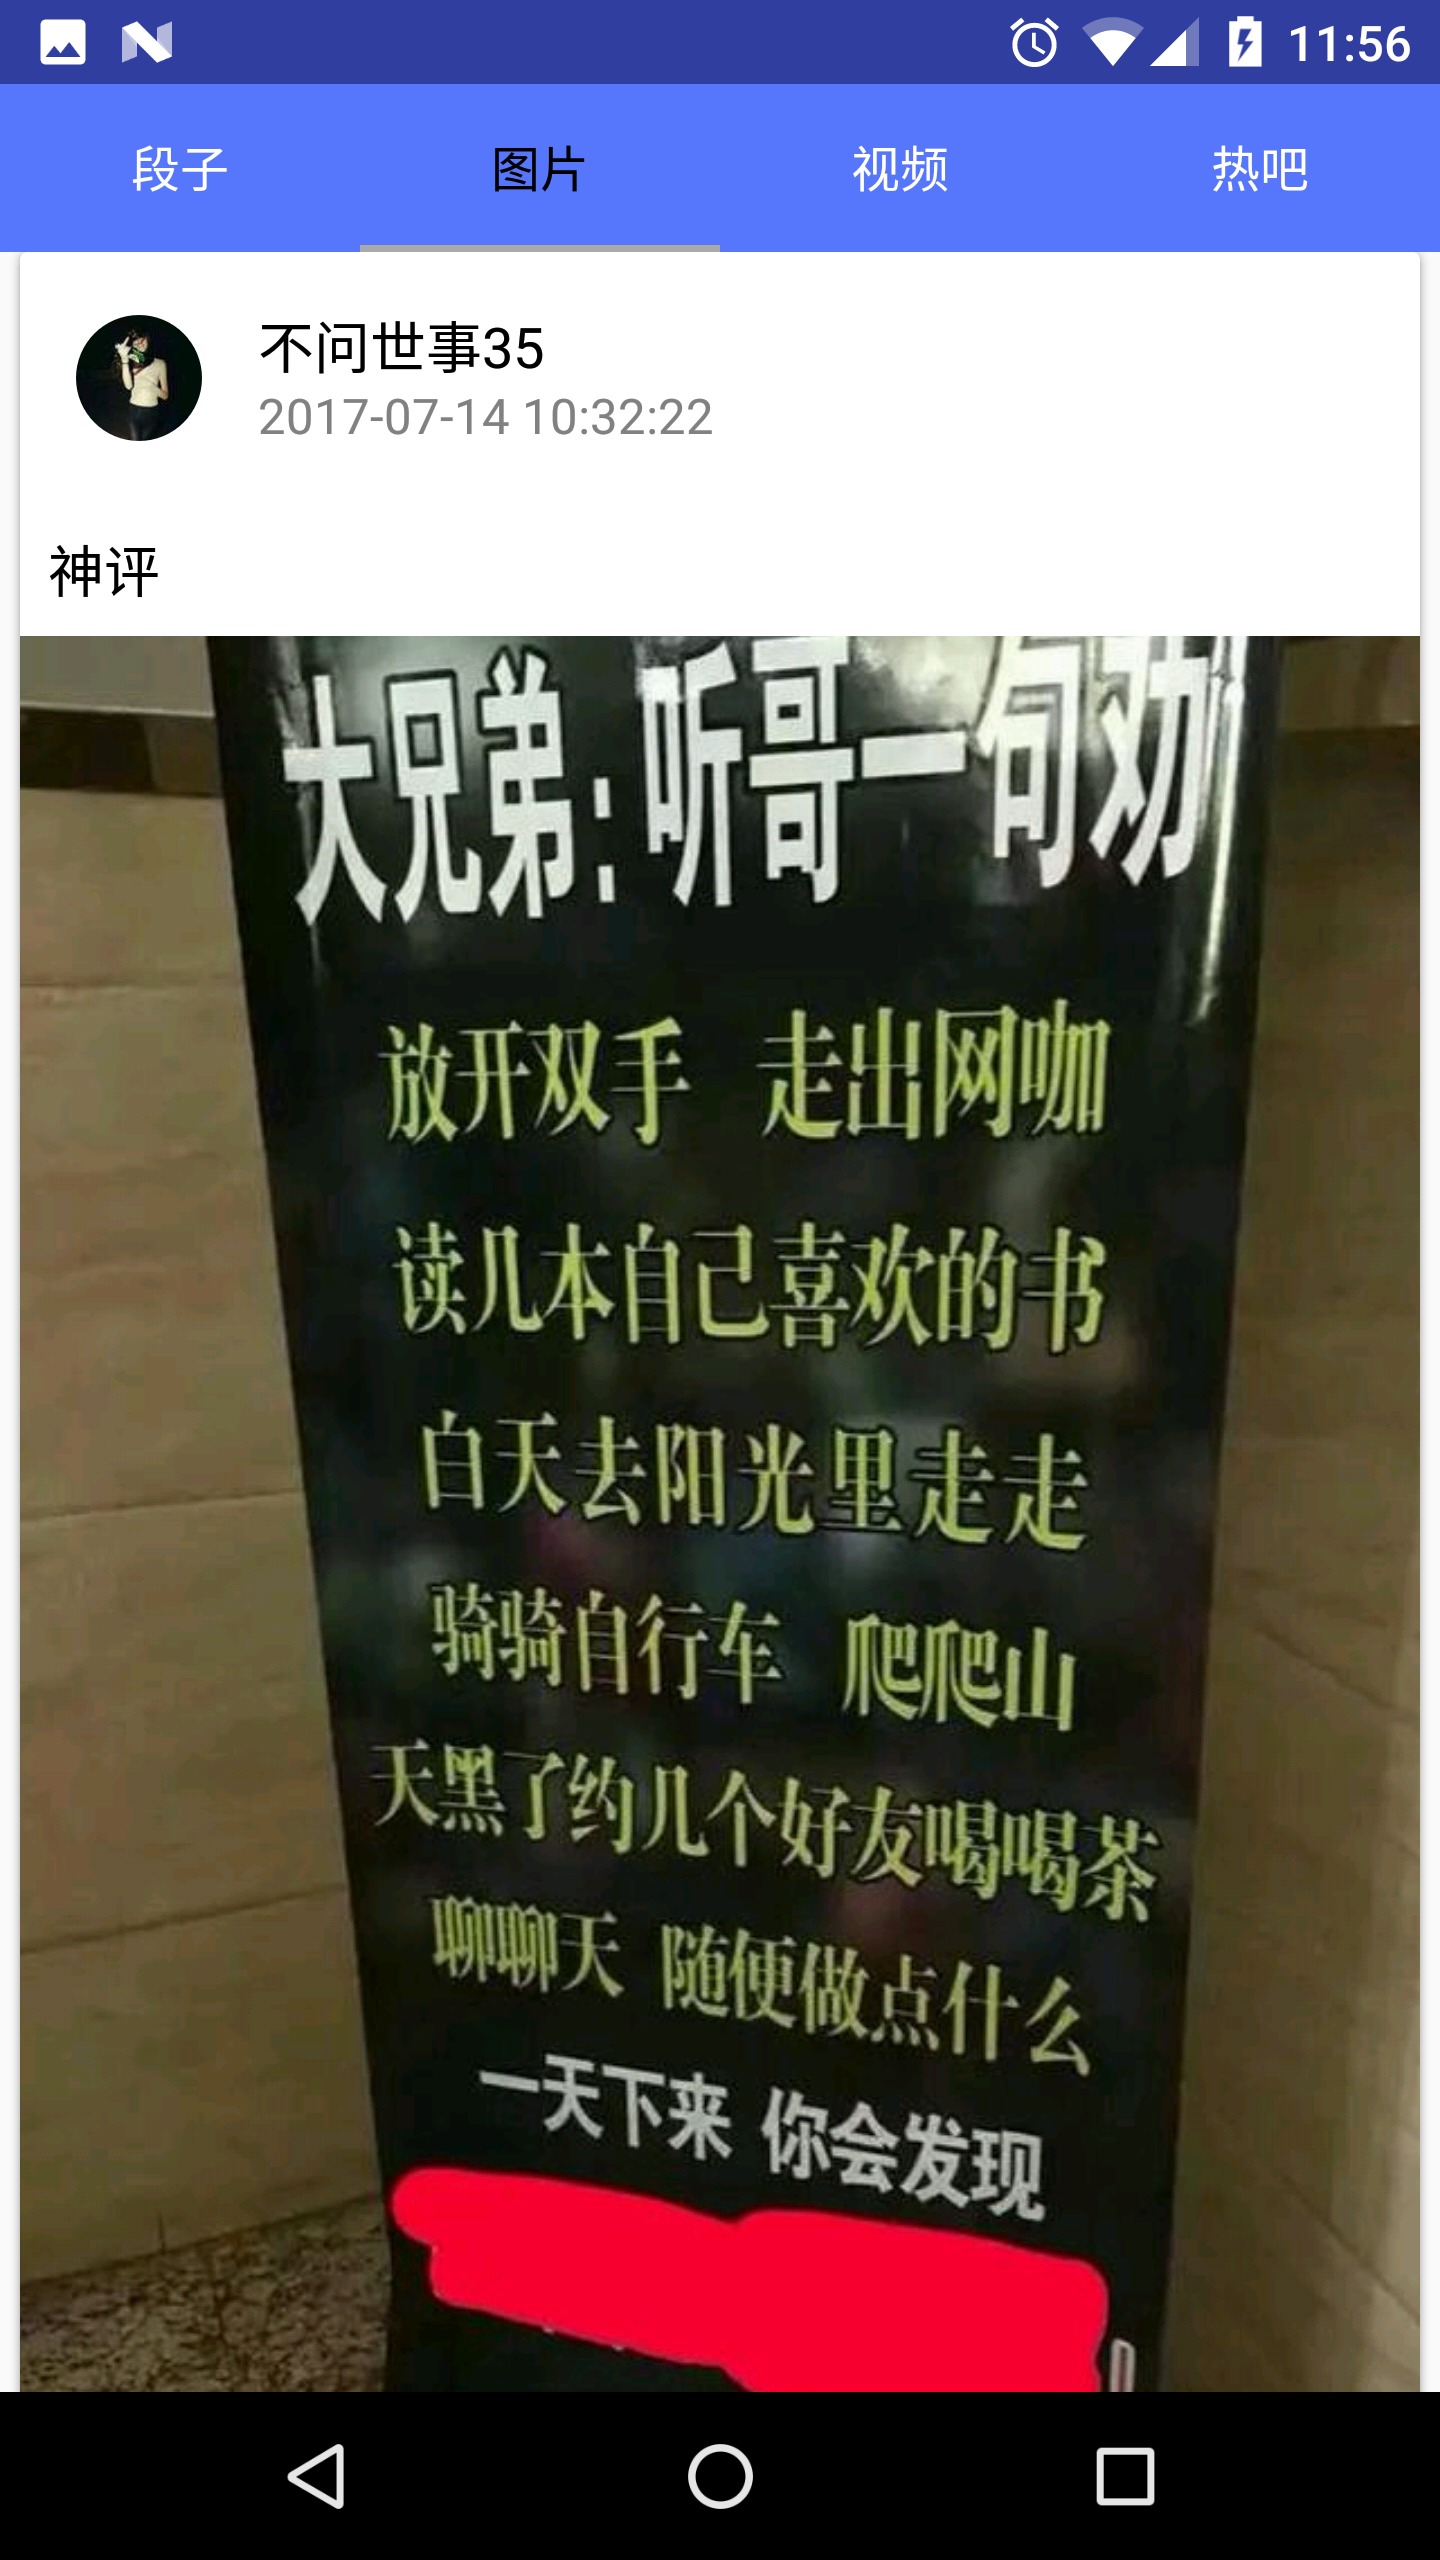 11:56
段子 图片 视频 热吧
不问世事35
2017-07-14 10:32:22
神评
大兄弟:听哥一句劝
放开双手 走出网咖
读几本自己喜欢的书
白天去阳光里走走
骑骑自行车 爬爬山
天黑了约几个好友喝喝茶
聊聊天 随便做点什么
一天下来 你会发现